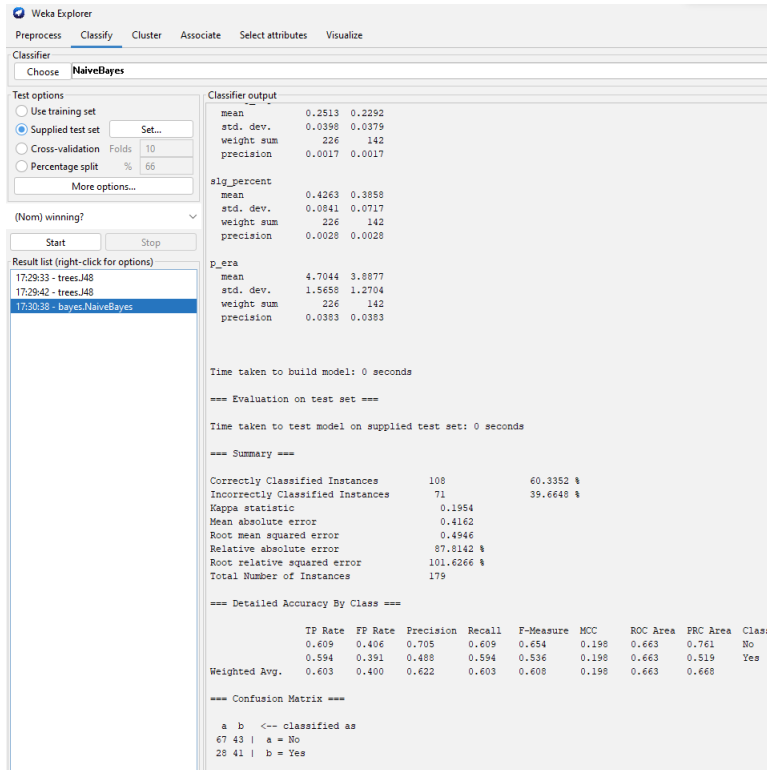 Weka Explorer
Preprocess Classify Cluster Associate Select attributes Visualize
Classifier
Choose NaiveBayes
Test options
Use training set
Supplied test set Set...
Cross-validation Folds 10
Percentage split % 66
More options...
(Nom) winning?
Start Stop
Result list (right-click for options)
17:29:33 - trees.J48
17:29:42 - trees.J48
17:30:38 - bayes.NaiveBayes
Classifier output
mean 0.2513 0.2292
std. dev. 0.0398 0.0379
weight sum 226 142
precision 0.0017 0.0017
slg_percent
mean 0.4263 0.3858
std. dev. 0.0841 0.0717
weight sum 226 142
precision 0.0028 0.0028
p_era
mean 4.7044 3.8877
std. dev. 1.5658 1.2704
weight sum 226 142
precision 0.0383 0.0383
Time taken to build model: 0 seconds
=== Evaluation on test set ===
Time taken to test model on supplied test set: 0 seconds
=== Summary ===
Correctly Classified Instances 108 60.3352 %
Incorrectly Classified Instances 71 39.6648 %
Kappa statistic 0.1954
Mean absolute error 0.4162
Root mean squared error 0.4946
Relative absolute error 87.8142 %
Root relative squared error 101.6266 %
Total Number of Instances 179
=== Detailed Accuracy By Class ===
TP Rate FP Rate Precision Recall F-Measure MCC ROC Area PRC Area Clas
0.609 0.406 0.705 0.609 0.654 0.198 0.663 0.761 No
0.594 0.391 0.488 0.594 0.536 0.198 0.663 0.519 Yes
Weighted Avg. 0.603 0.400 0.622 0.603 0.608 0.198 0.663 0.668
=== Confusion Matrix ===
a b <-- classified as
67 43 | a = No
28 41 | b = Yes